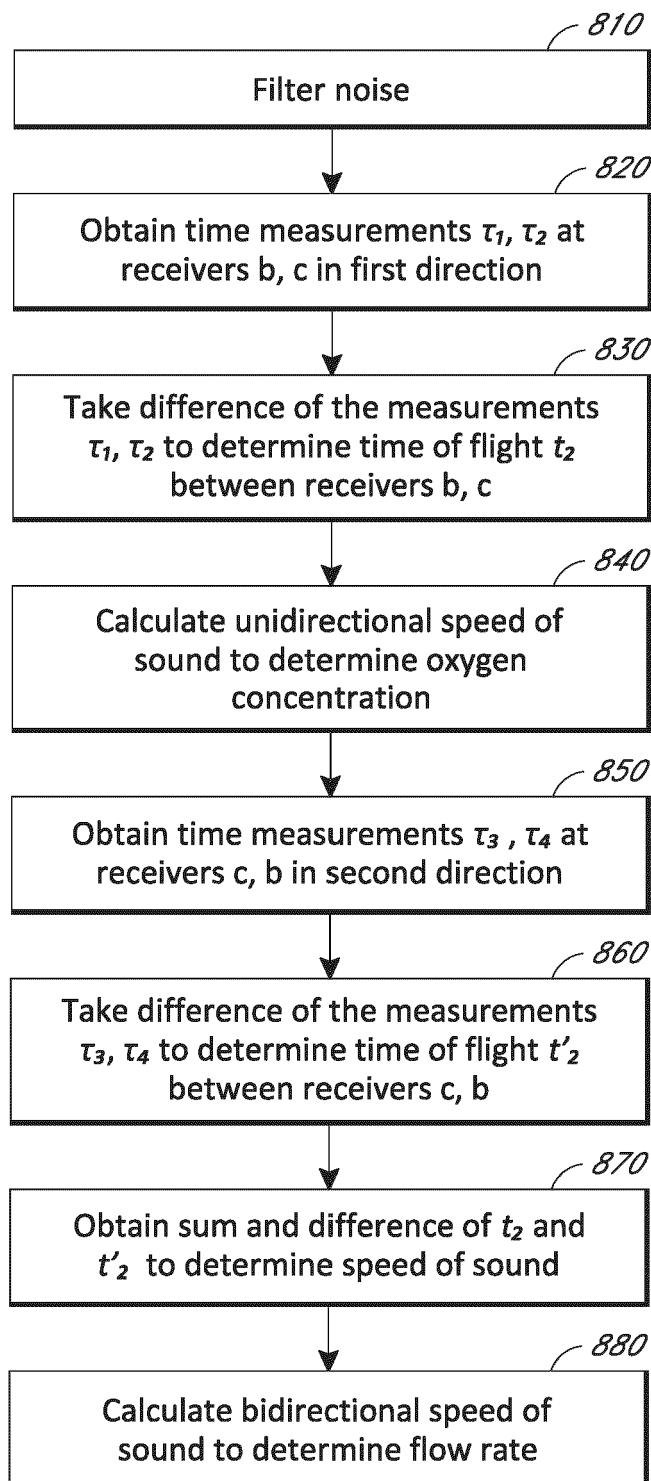 810
Filter noise
820
Obtain time measurements τ₁, τ₂ at
receivers b, c in first direction
830
Take difference of the measurements
τ₁, τ₂ to determine time of flight t₂
between receivers b, c
840
Calculate unidirectional speed of
sound to determine oxygen
concentration
850
Obtain time measurements τ₃ , τ₄ at
receivers c, b in second direction
860
Take difference of the measurements
τ₃, τ₄ to determine time of flight t’₂
between receivers c, b
870
Obtain sum and difference of t₂ and
t’₂ to determine speed of sound
880
Calculate bidirectional speed of
sound to determine flow rate